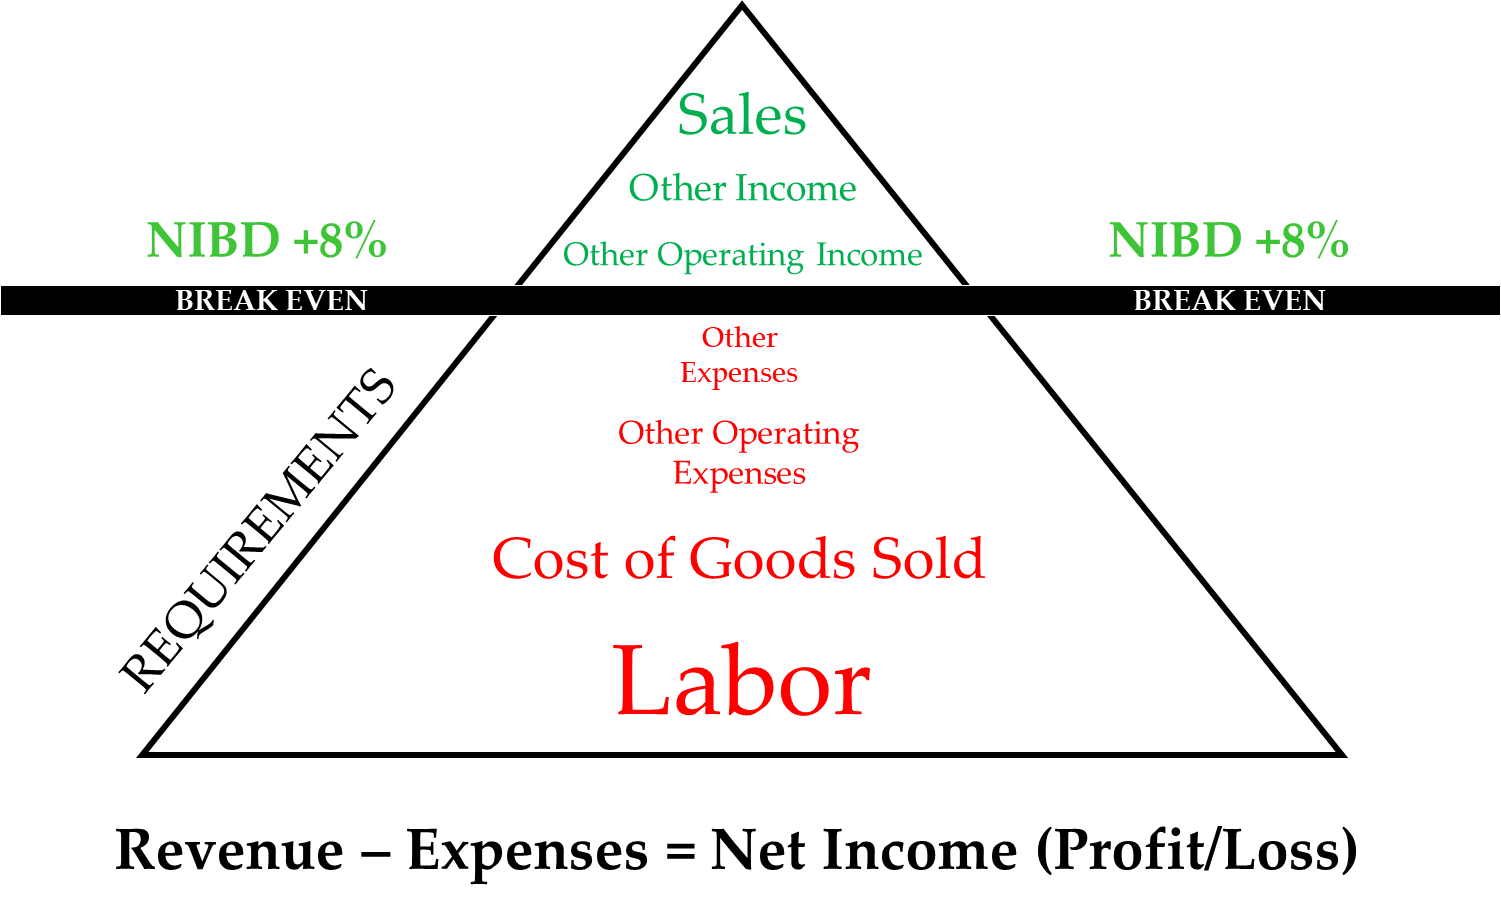 Sales
Other Income
Other Operating Income
NIBD +8%
NIBD +8%
BREAK EVEN
BREAK EVEN
Other
Expenses
Other Operating
Expenses
Cost of Goods Sold
Labor
REQUIREMENTS
Revenue – Expenses = Net Income (Profit/Loss)